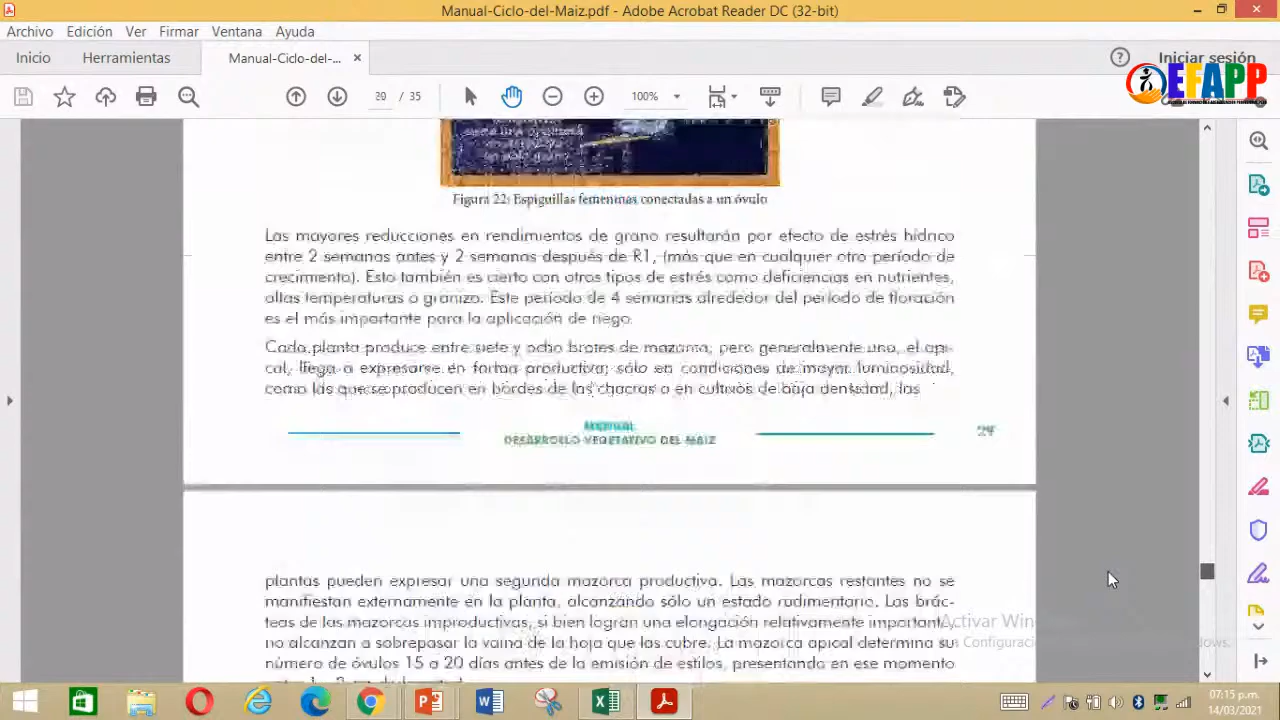 Manual-Ciclo-del-Maiz.pdf - Adobe Acrobat Reader DC (32-bit)
Archivo Edición Ver Firmar Ventana Ayuda
Inicio Herramientas Manual-Ciclo-del-... Iniciar sesión
EFAPP
20 / 35 100%
Figura 22: Espiguillas femeninas conectadas a un óvulo
Las mayores reducciones en rendimientos de grano resultarán por efecto de estrés hídrico
entre 2 semanas antes y 2 semanas después de R1, (más que en cualquier otro período de
crecimento). Esto también es cierto con otros tipos de estrés como deficiencias en nutrientes,
altas temperaturas o granizo. Este período de 4 semanas alrededor del período de floración
es el más importante para la aplicación de riego.
Cada planta produce entre siete y ocho brotes de mazorca, pero generalmente una, el api-
cal, llega a expresarse en forma productiva; sólo en condiciones de mayor luminosidad,
como las que se producen en bordes de las chacras o en cultivos de baja densidad, las
MANUAL
DESARROLLO VEGETATIVO DEL MAIZ
plantas pueden expresar una segunda mazorca productiva. Las mazorcas restantes no se
manifiestan externamente en la planta, alcanzando sólo un estado rudimentario. Las brác-
teas de las mazorcas improductivas, si bien logran una elongación relativamente importante,
no alcanzan a sobrepasar la vaina de la hoja que las cubre. La mazorca apical determina su
número de óvulos 15 a 20 días antes de la emisión de estilos, presentando en ese momento
Activar Win
Configuraci
07:15 p.m.
14/03/2021